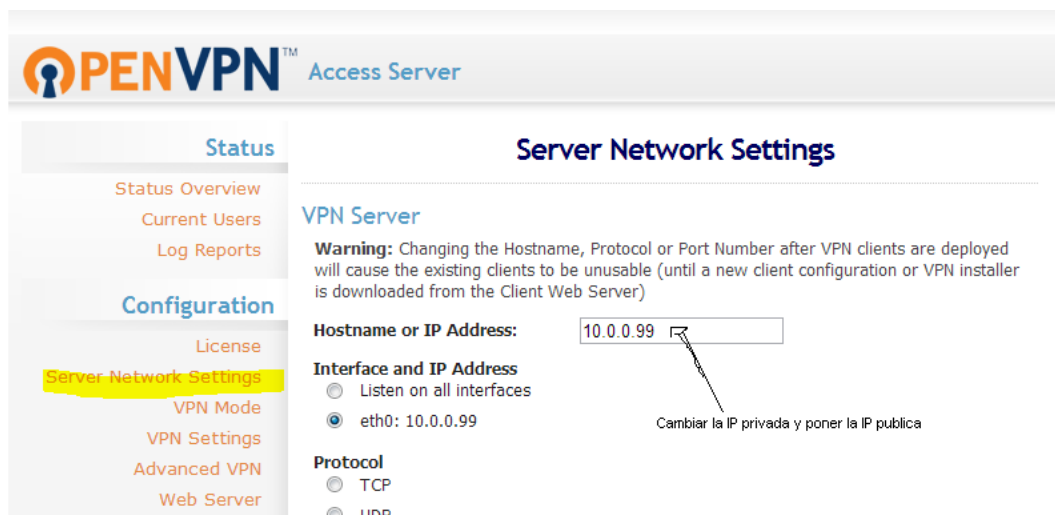 OPENVPN™ Access Server
Status
Status Overview
Current Users
Log Reports
Configuration
License
Server Network Settings
VPN Mode
VPN Settings
Advanced VPN
Web Server
Server Network Settings
VPN Server
Warning: Changing the Hostname, Protocol or Port Number after VPN clients are deployed
will cause the existing clients to be unusable (until a new client configuration or VPN installer
is downloaded from the Client Web Server)
Hostname or IP Address: 10.0.0.99
Interface and IP Address
Listen on all interfaces
eth0: 10.0.0.99
Cambiar la IP privada y poner la IP publica
Protocol
TCP
UDP